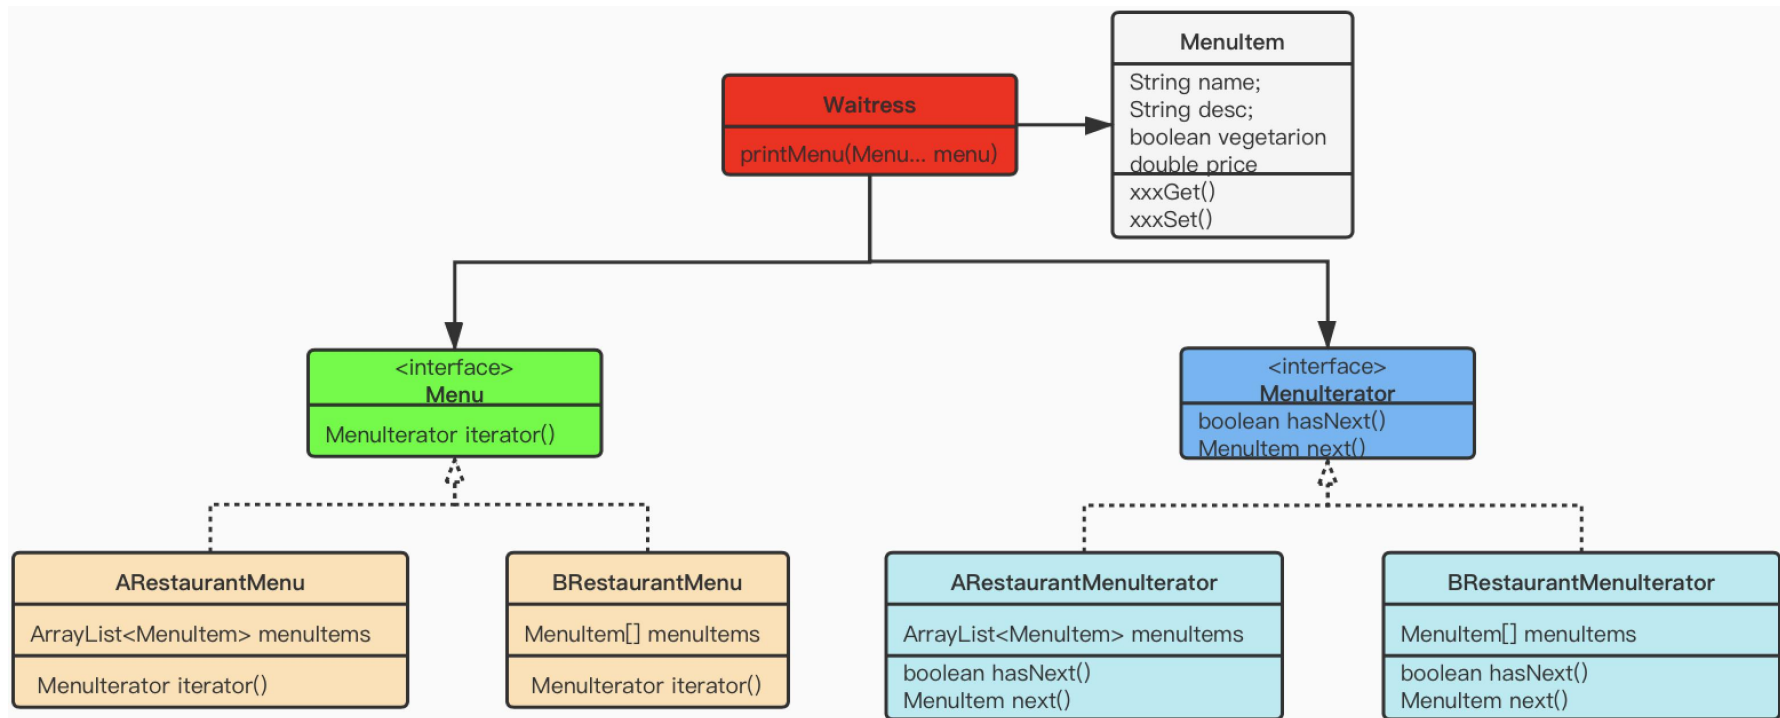 MenuItem
String name;
String desc;
boolean vegetarion
double price
xxxGet()
xxxSet()
Waitress
printMenu(Menu... menu)
<interface>
Menu
MenuIterator iterator()
<interface>
MenuIterator
boolean hasNext()
MenuItem next()
ARestaurantMenu
ArrayList<MenuItem> menuItems
MenuIterator iterator()
BRestaurantMenu
MenuItem[] menuItems
MenuIterator iterator()
ARestaurantMenuIterator
ArrayList<MenuItem> menuItems
boolean hasNext()
MenuItem next()
BRestaurantMenuIterator
MenuItem[] menuItems
boolean hasNext()
MenuItem next()